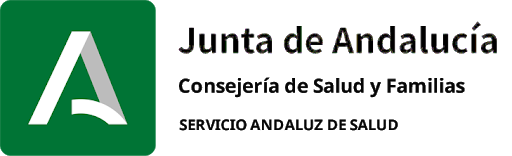 Junta de Andalucía
Consejería de Salud y Familias
SERVICIO ANDALUZ DE SALUD